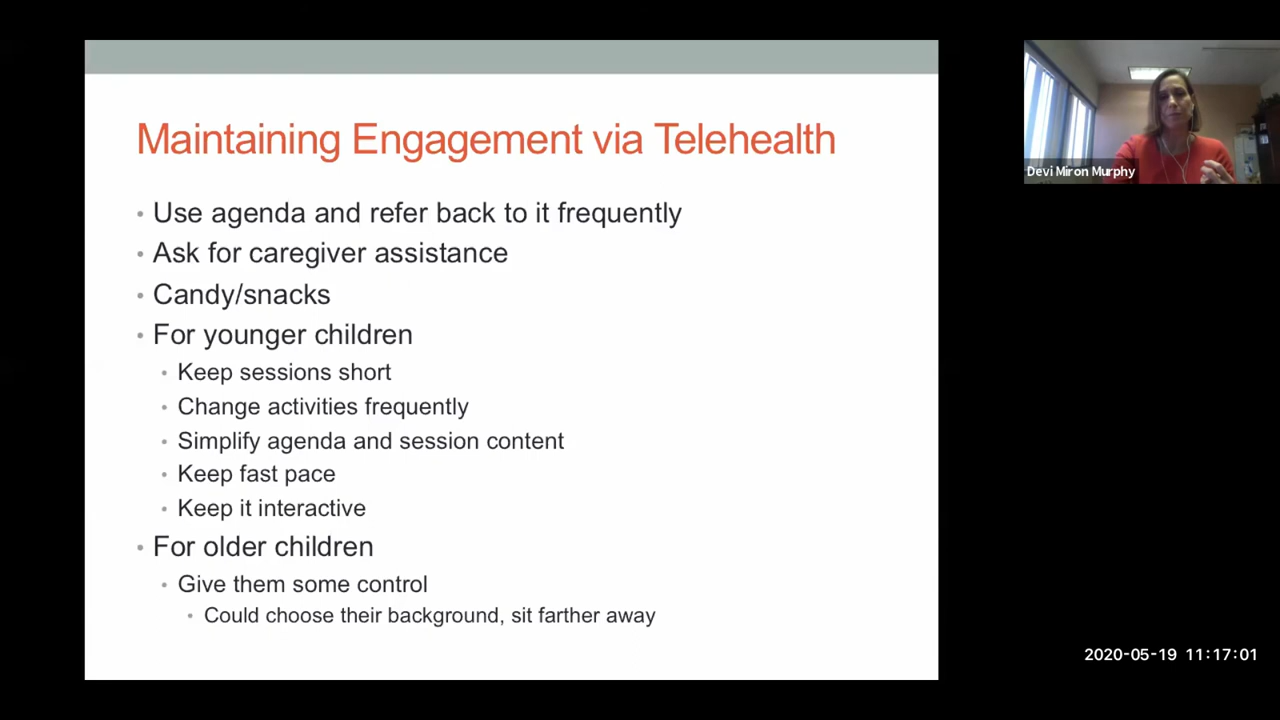 Maintaining Engagement via Telehealth
• Use agenda and refer back to it frequently
• Ask for caregiver assistance
• Candy/snacks
• For younger children
• Keep sessions short
• Change activities frequently
• Simplify agenda and session content
• Keep fast pace
• Keep it interactive
• For older children
• Give them some control
• Could choose their background, sit farther away
Devi Miron Murphy
2020-05-19 11:17:01